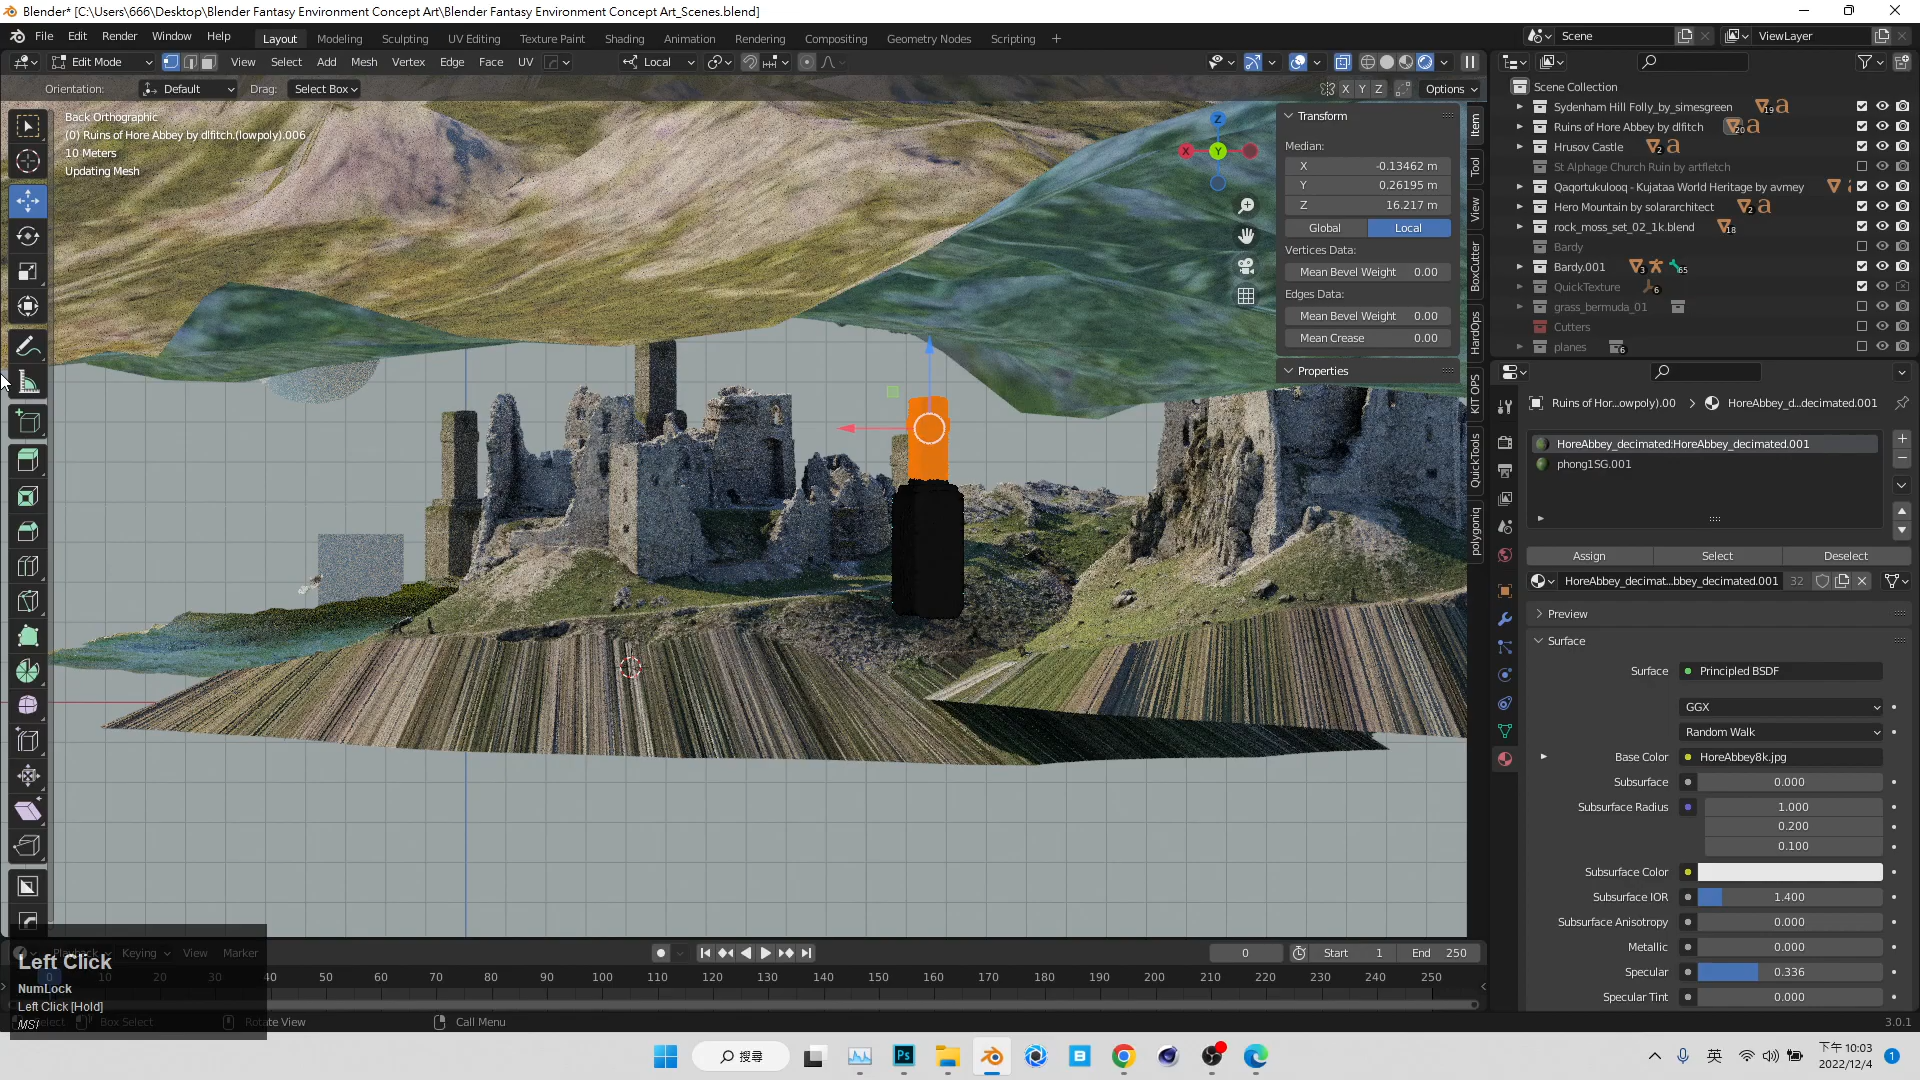 Blender* [C:\Users\666\Desktop\Blender Fantasy Environment Concept Art\Blender Fantasy Environment Concept Art_Scenes.blend]
File Edit Render Window Help Layout Modeling Sculpting UV Editing Texture Paint Shading Animation Rendering Compositing Geometry Nodes Scripting + Scene ViewLayer
Edit Mode View Select Add Mesh Vertex Edge Face UV Local
Orientation: Default Drag: Select Box X Y Z Options
Back Orthographic
(0) Ruins of Hore Abbey by dlfitch.(lowpoly).006
10 Meters
Updating Mesh
Z
X Y
Transform
Median:
X -0.13462 m
Y 0.26195 m
Z 16.217 m
Global Local
Vertices Data:
Mean Bevel Weight 0.00
Edges Data:
Mean Bevel Weight 0.00
Mean Crease 0.00
Properties
Item
Tool
View
BoxCutter
HardOps
KIT OPS
QuickTools
polygoniq
Scene Collection
Sydenham Hill Folly_by_simesgreen 19
Ruins of Hore Abbey by dlfitch 20
Hrusov Castle 2
St Alphage Church Ruin by artfletch
Qaqortukulooq - Kujataa World Heritage by avmey
Hero Mountain by solararchitect 2
rock_moss_set_02_1k.blend 18
Bardy
Bardy.001 3 65
QuickTexture 6
grass_bermuda_01
Cutters
planes 6
Ruins of Hor...owpoly).00 HoreAbbey_d...decimated.001
HoreAbbey_decimated:HoreAbbey_decimated.001
phong1SG.001
Assign Select Deselect
HoreAbbey_decimat...bbey_decimated.001 32
Preview
Surface
Surface Principled BSDF
GGX
Random Walk
Base Color HoreAbbey8k.jpg
Subsurface 0.000
Subsurface Radius 1.000
0.200
0.100
Subsurface Color
Subsurface IOR 1.400
Subsurface Anisotropy 0.000
Metallic 0.000
Specular 0.336
Specular Tint 0.000
Playback Keying View Marker 0 Start 1 End 250
0 10 20 30 40 50 60 70 80 90 100 110 120 130 140 150 160 170 180 190 200 210 220 230 240 250
Left Click
NumLock
Left Click [Hold]
MSI
Select Box Select Rotate View Call Menu 3.0.1
搜尋 Ps B 英 下午 10:03
2022/12/4 1